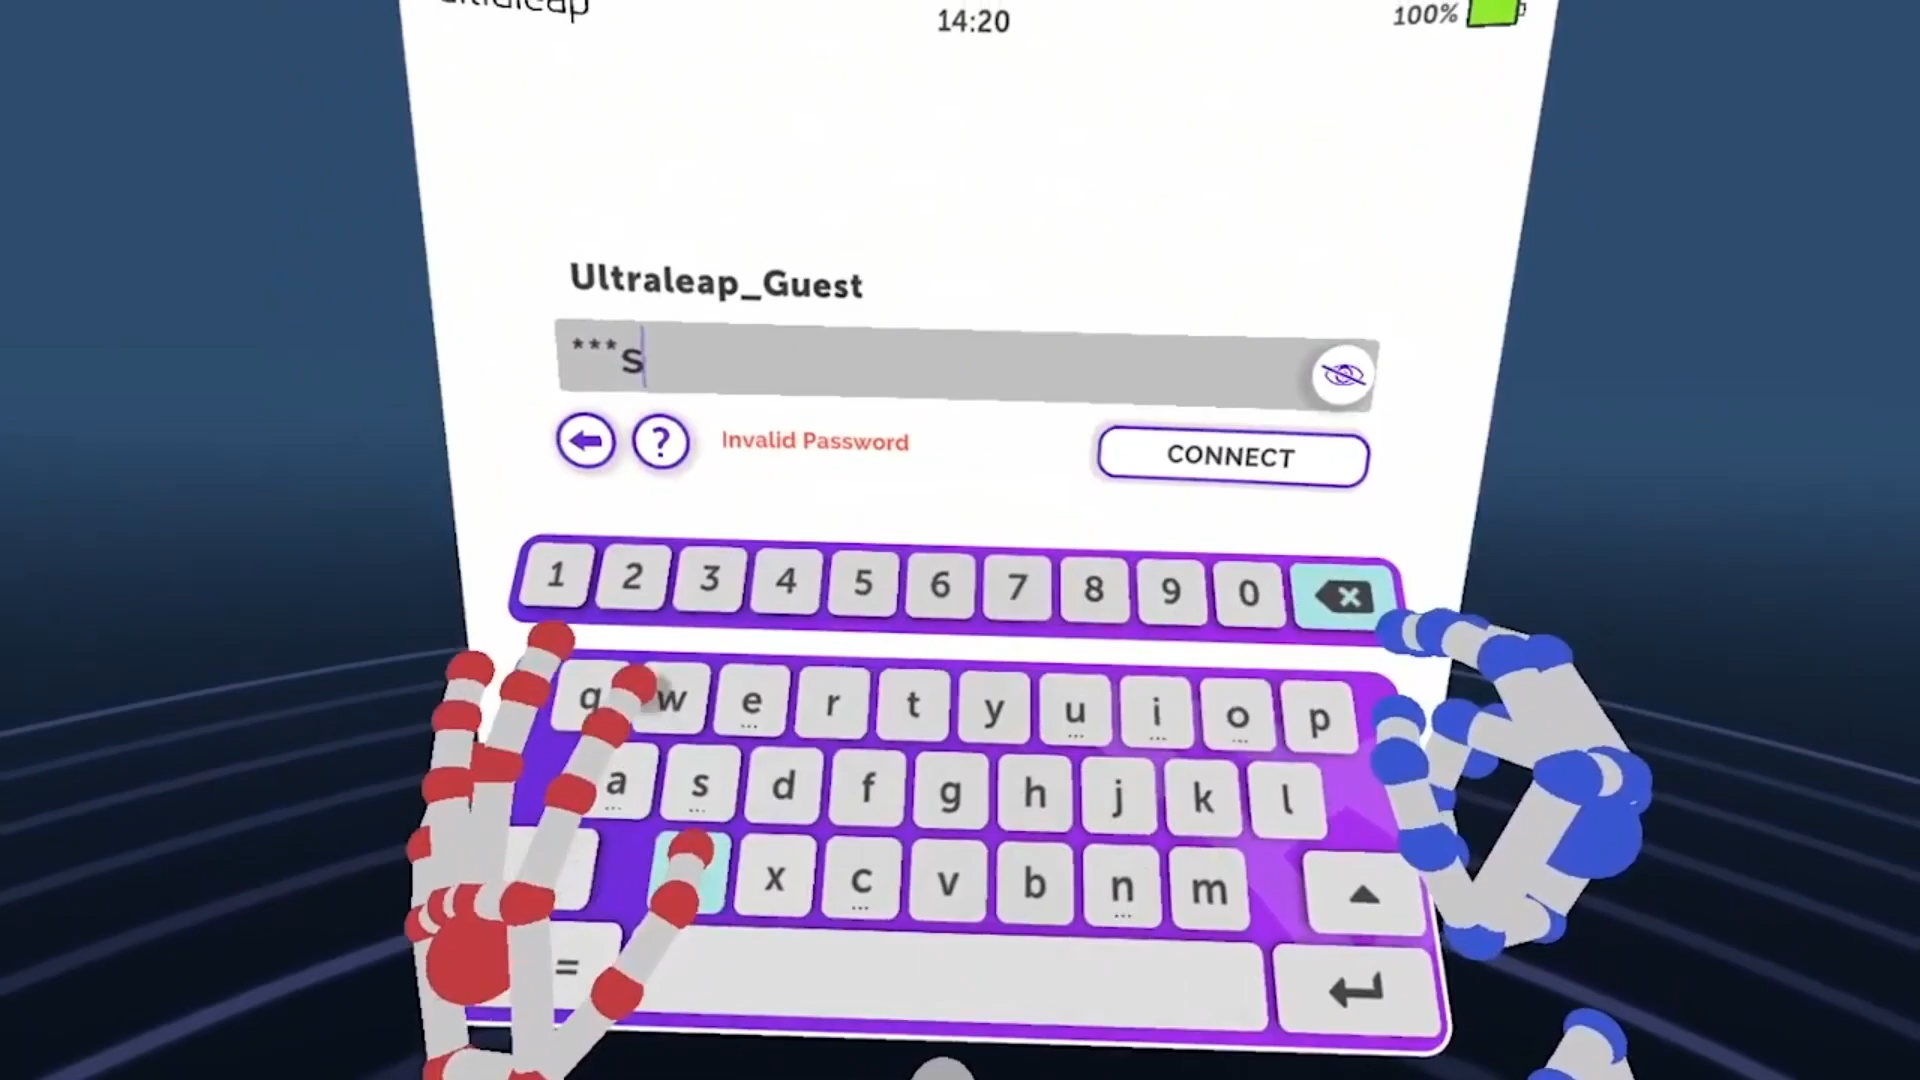 14:20
100%
Ultraleap_Guest
***s
?
Invalid Password
CONNECT
1 2 3 4 5 6 7 8 9 0
q w e r t y u i o p
a s d f g h j k l
x c v b n m
=